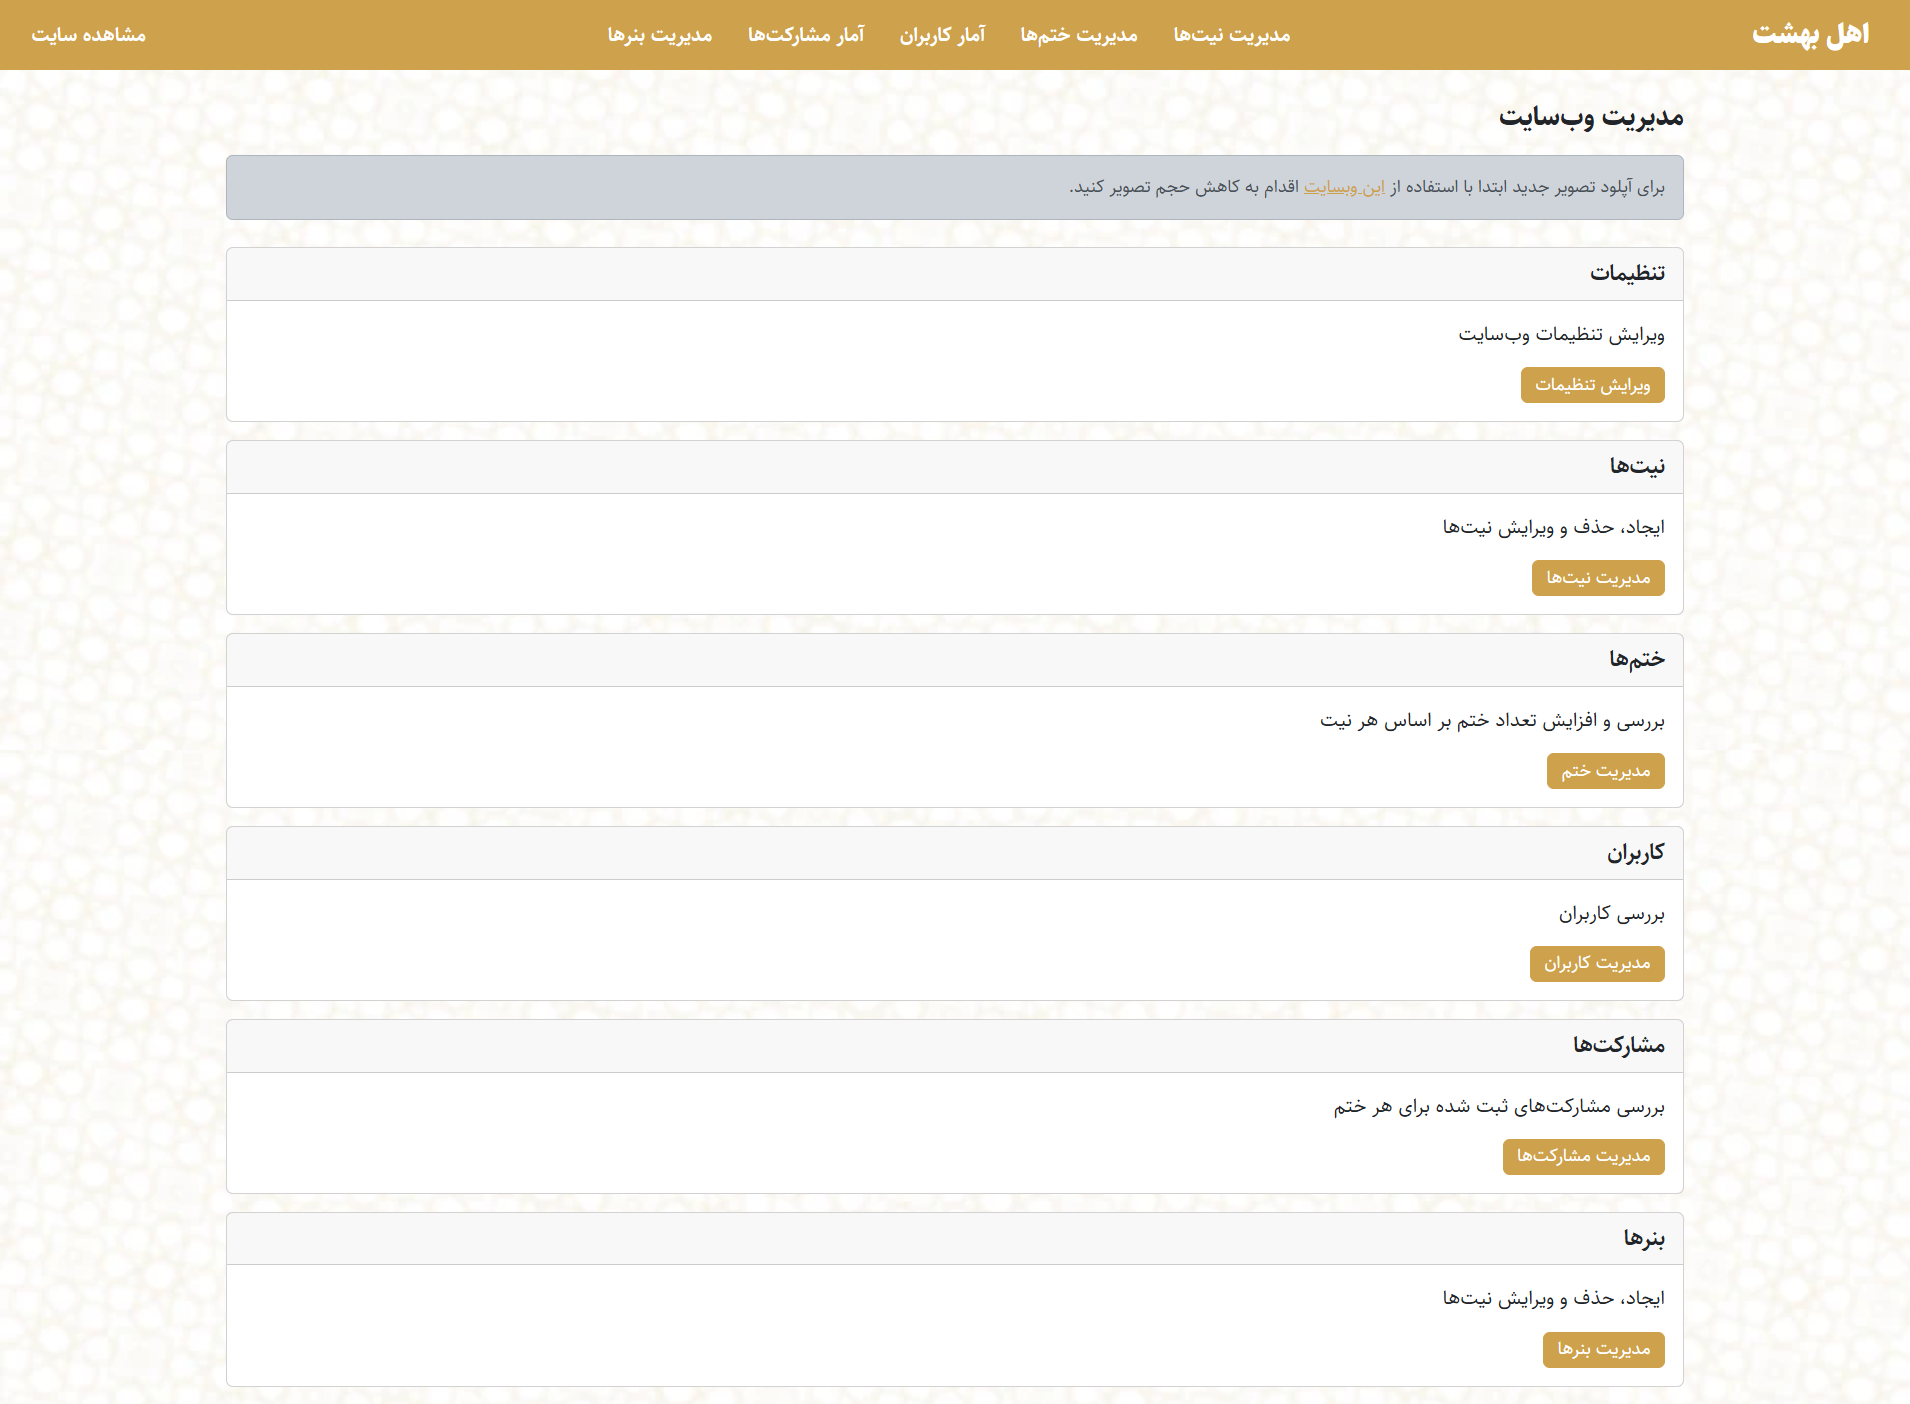 اهل بهشت
مدیریت نیت‌ها
مدیریت ختم‌ها
آمار کاربران
آمار مشارکت‌ها
مدیریت بنرها
مشاهده سایت
مدیریت وب‌سایت
برای آپلود تصویر جدید ابتدا با استفاده از این وبسایت اقدام به کاهش حجم تصویر کنید.
تنظیمات
ویرایش تنظیمات وب‌سایت
ویرایش تنظیمات
نیت‌ها
ایجاد، حذف و ویرایش نیت‌ها
مدیریت نیت‌ها
ختم‌ها
بررسی و افزایش تعداد ختم بر اساس هر نیت
مدیریت ختم
کاربران
بررسی کاربران
مدیریت کاربران
مشارکت‌ها
بررسی مشارکت‌های ثبت شده برای هر ختم
مدیریت مشارکت‌ها
بنرها
ایجاد، حذف و ویرایش نیت‌ها
مدیریت بنرها